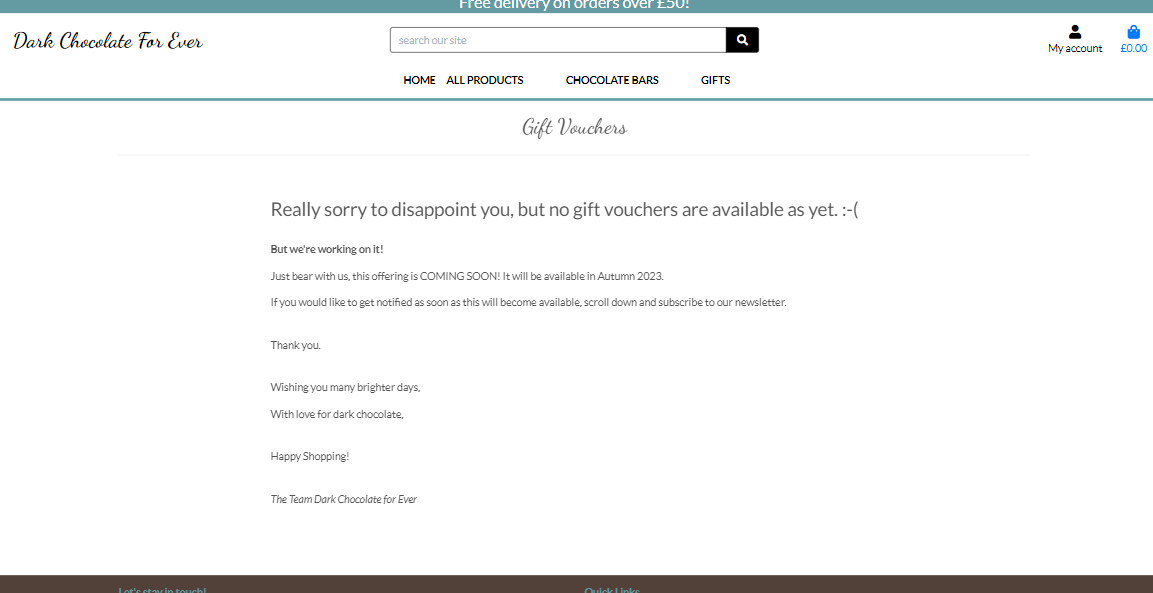 Free delivery on orders over £50!
Dark Chocolate For Ever
search our site
My account
£0.00
HOME ALL PRODUCTS CHOCOLATE BARS GIFTS
Gift Vouchers
Really sorry to disappoint you, but no gift vouchers are available as yet. :-(
But we're working on it!
Just bear with us, this offering is COMING SOON! It will be available in Autumn 2023.
If you would like to get notified as soon as this will become available, scroll down and subscribe to our newsletter.
Thank you.
Wishing you many brighter days,
With love for dark chocolate,
Happy Shopping!
The Team Dark Chocolate for Ever
Let's stay in touch! Quick Links